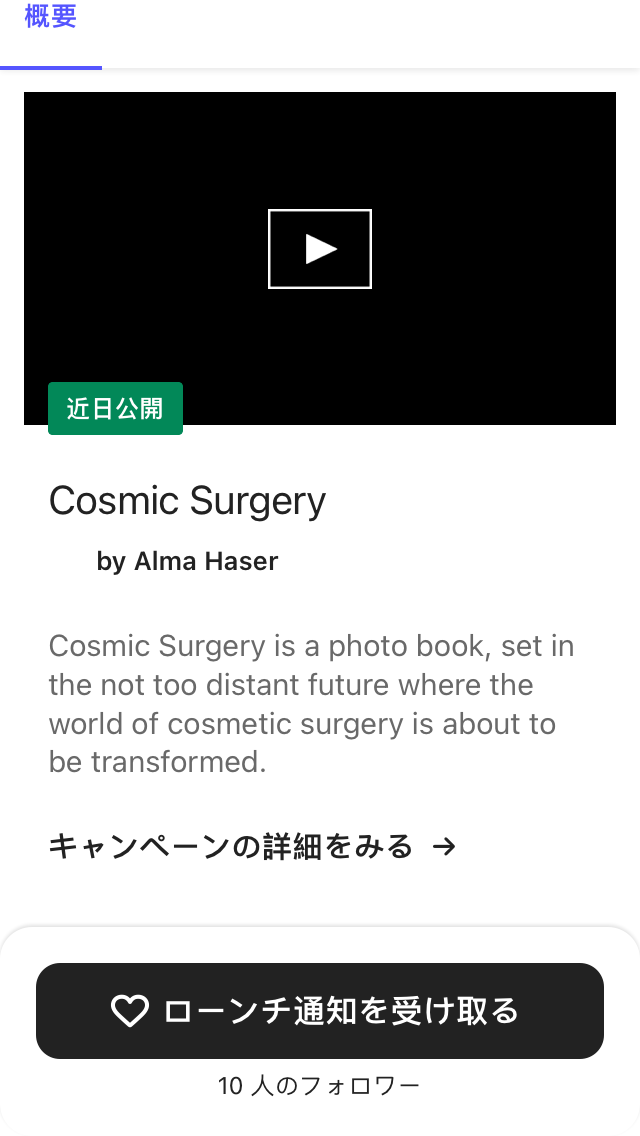 概要
近日公開
Cosmic Surgery
by Alma Haser
Cosmic Surgery is a photo book, set in
the not too distant future where the
world of cosmetic surgery is about to
be transformed.
キャンペーンの詳細をみる →
ローンチ通知を受け取る
10 人のフォロワー